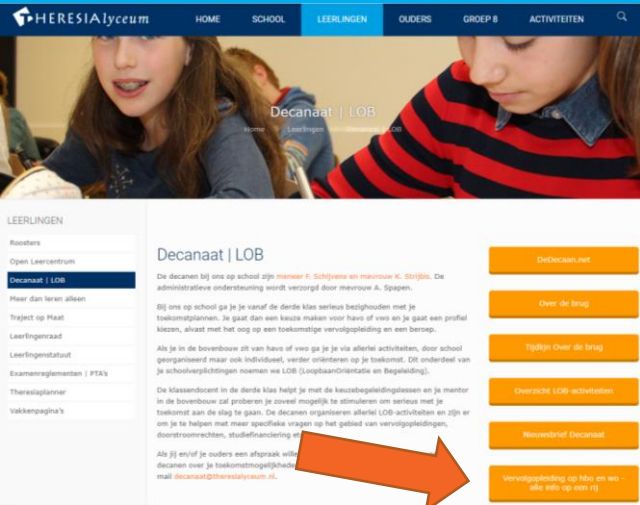 THERESIAlyceum
HOME
SCHOOL
LEERLINGEN
OUDERS
GROEP 8
ACTIVITEITEN
Decanaat | LOB
Home
Leerlingen
Decanaat | LOB
LEERLINGEN
Roosters
Open Leercentrum
Decanaat | LOB
Meer dan leren alleen
Traject op Maat
Leerlingenraad
Leerlingenstatuut
Examenreglementen | PTA's
Theresiaplanner
Vakkenpagina's
Decanaat | LOB
De decanen bij ons op school zijn meneer F. Schijvens en mevrouw K. Strijbis. De
administratieve ondersteuning wordt verzorgd door mevrouw A. Spapen.
Bij ons op school ga je je vanaf de derde klas serieus bezighouden met je
toekomstplannen. Je gaat dan een keuze maken voor havo of vwo en je gaat een profiel
kiezen, alvast met het oog op een toekomstige vervolgopleiding en een beroep.
Als je in de bovenbouw zit van havo of vwo ga je je via allerlei activiteiten, door school
georganiseerd maar ook individueel, verder oriënteren op je toekomst. Dit onderdeel van
je schoolverplichtingen noemen we LOB (LoopbaanOriëntatie en Begeleiding).
De klassendocent in de derde klas helpt je met de keuzebegeleidingslessen en je mentor
in de bovenbouw zal proberen je zoveel mogelijk te stimuleren om serieus met je
toekomst aan de slag te gaan. De decanen organiseren allerlei LOB-activiteiten en zijn er
om je te helpen met meer specifieke vragen op het gebied van vervolgopleidingen,
doorstroomrechten, studiefinanciering
Als jij en/of je ouders een afspraak
decanen over je toekomstmogelijkhede
mail decanaat@theresialyceum.nl.
DeDecaan.net
Over de brug
Tijdlijn Over de brug
Overzicht LOB-activiteiten
Nieuwsbrief Decanaat
Vervolgopleiding op hbo en wo -
alle info op een rij